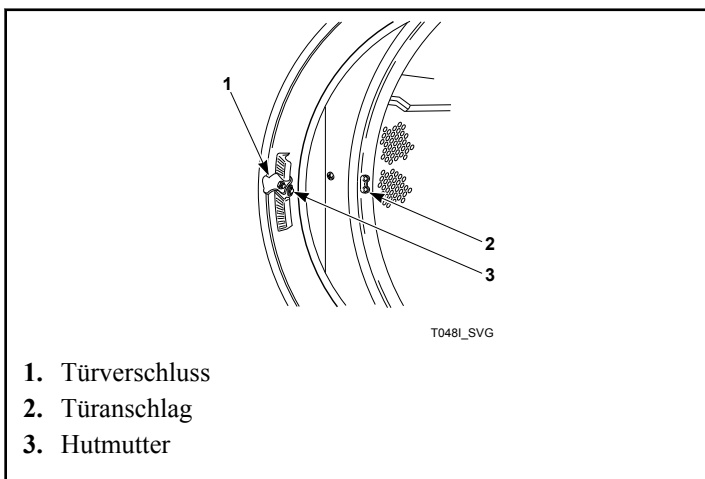 1
2
3
T048I_SVG
1. Türverschluss
2. Türanschlag
3. Hutmutter